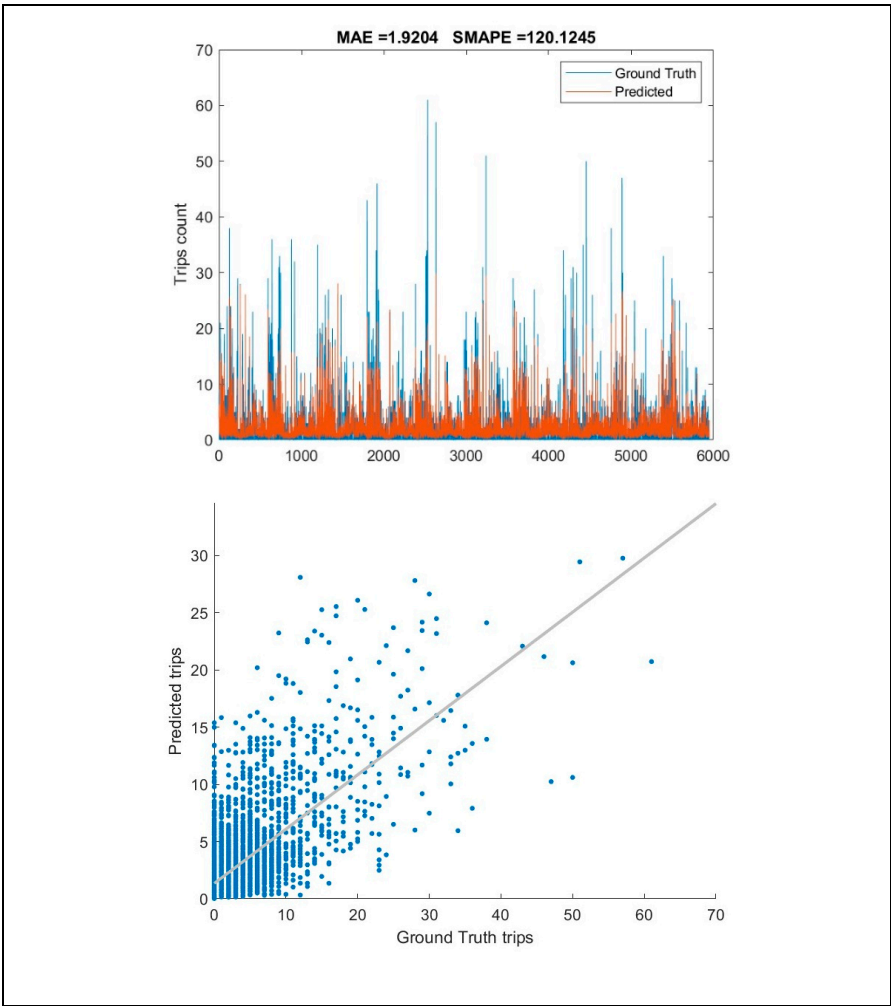 MAE =1.9204 SMAPE =120.1245
70
60
50
40
30
20
10
0
Trips count
Ground Truth
Predicted
0 1000 2000 3000 4000 5000 6000
30
25
20
15
10
5
0
Predicted trips
0 10 20 30 40 50 60 70
Ground Truth trips